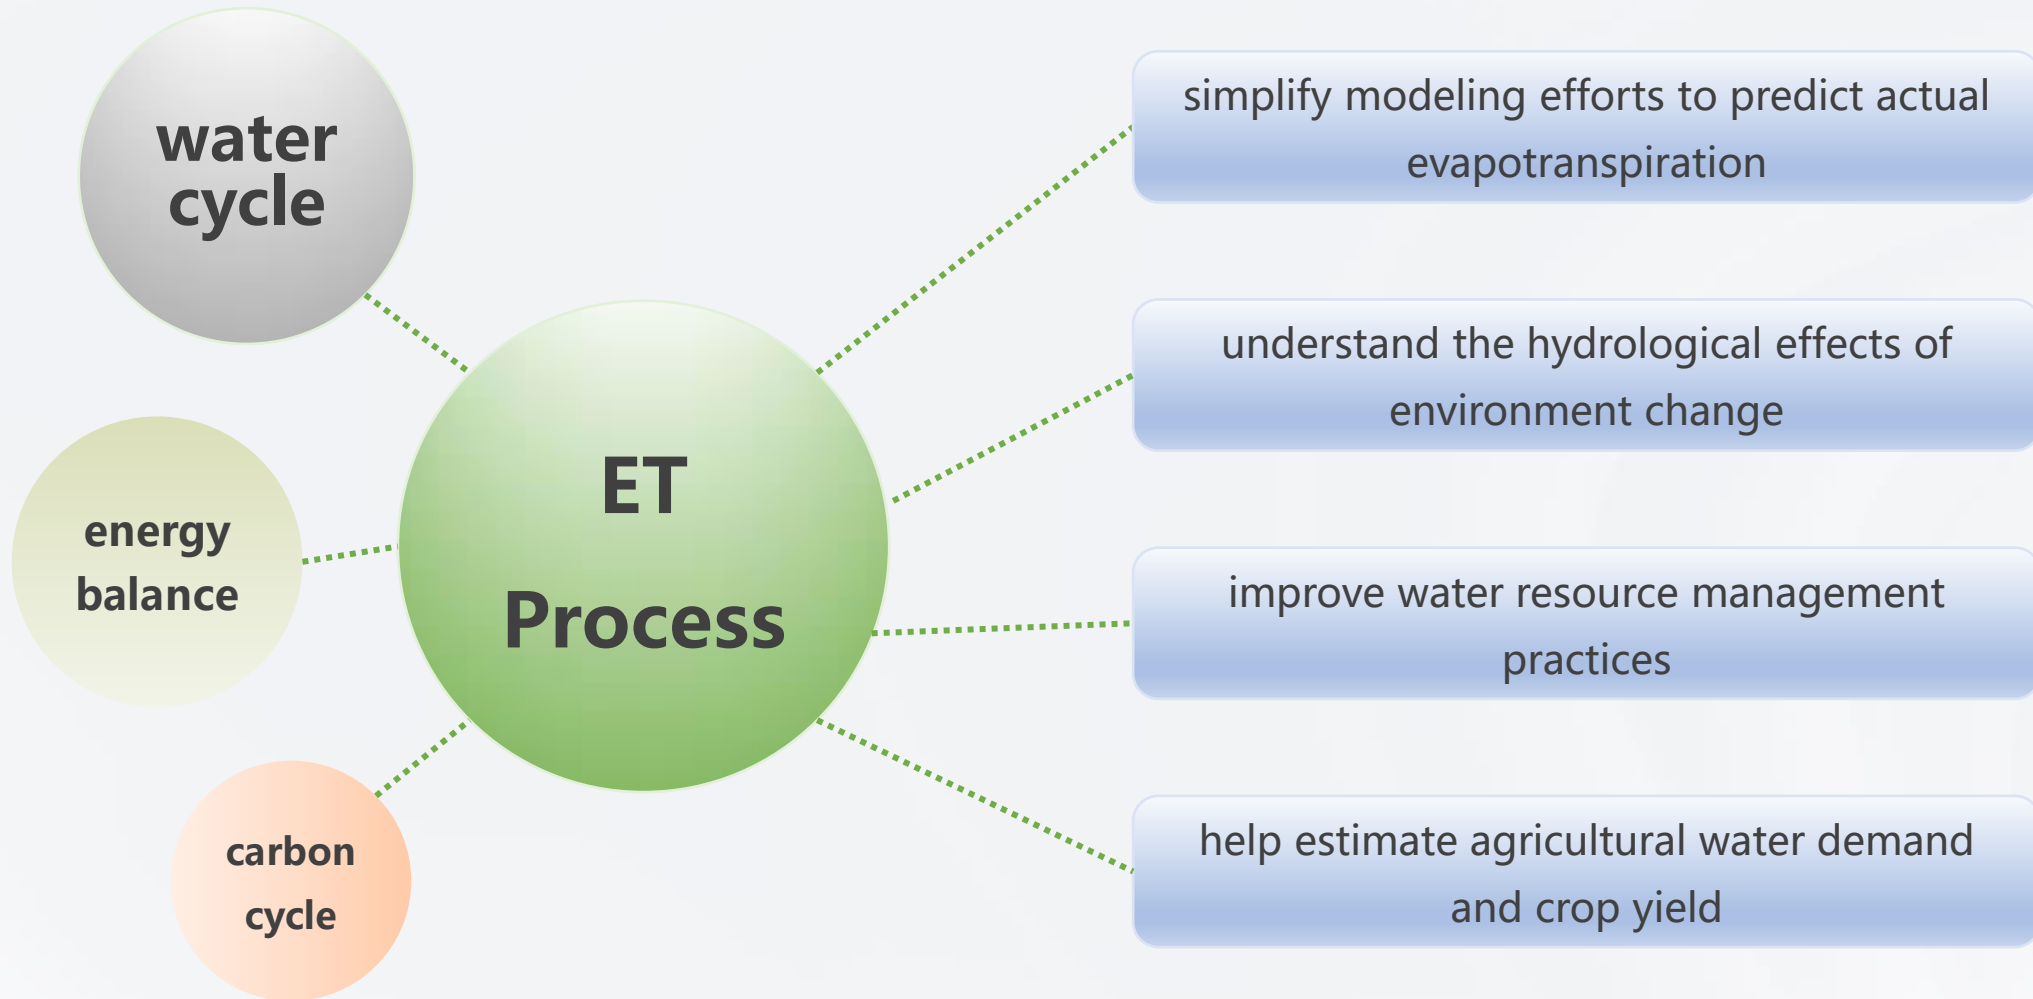 water
cycle
energy
balance
carbon
cycle
ET
Process
simplify modeling efforts to predict actual
evapotranspiration
understand the hydrological effects of
environment change
improve water resource management
practices
help estimate agricultural water demand
and crop yield